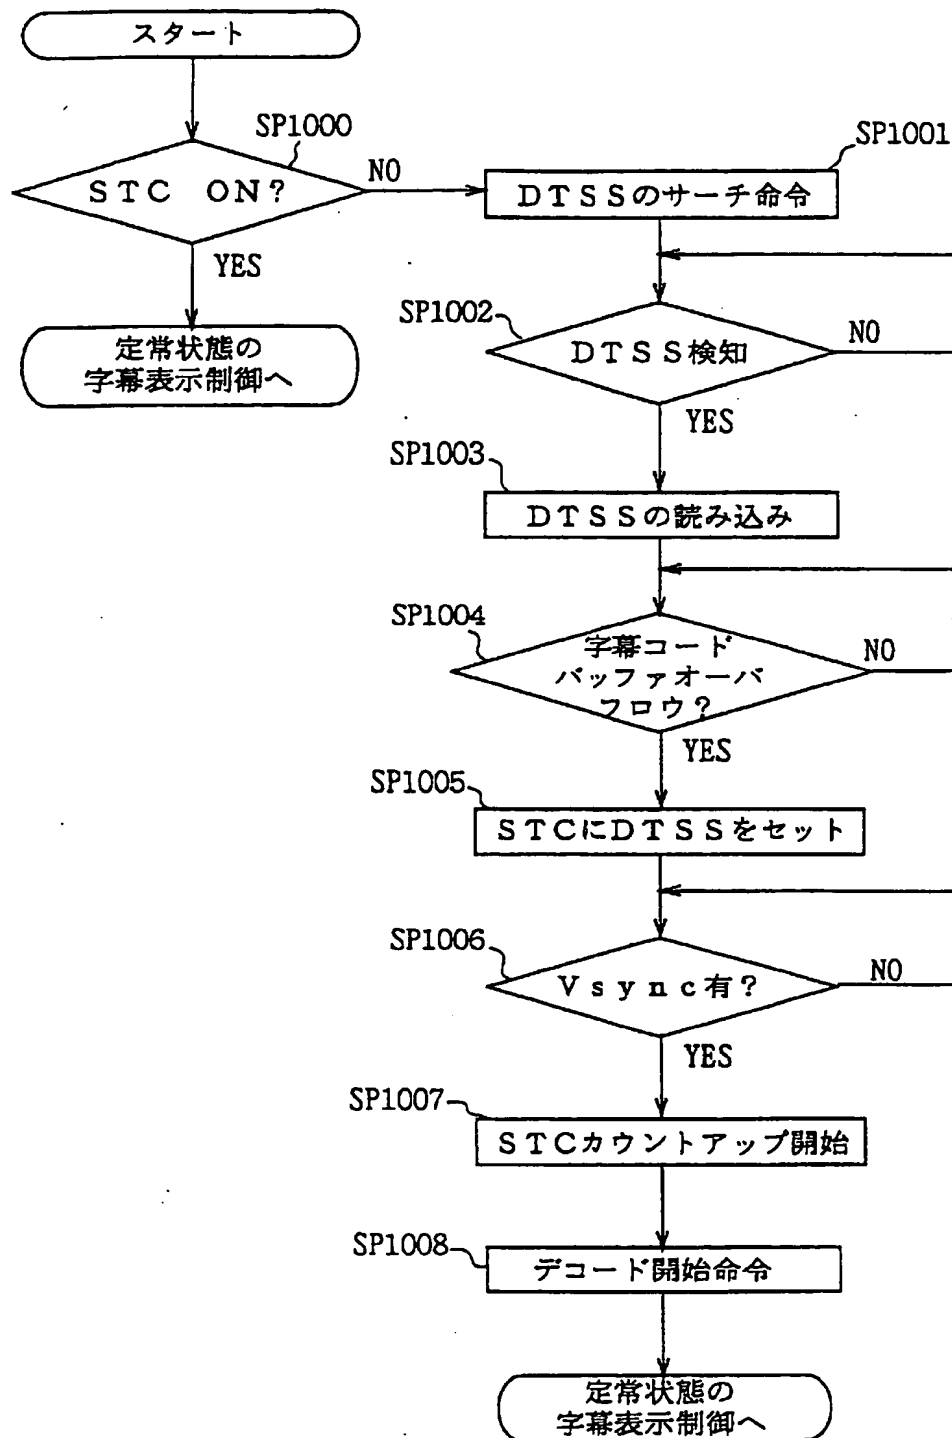 スタート
SP1000
STC ON?
NO
YES
定常状態の
字幕表示制御へ
SP1001
DTSSのサーチ命令
SP1002
DTSS検知
NO
YES
SP1003
DTSSの読み込み
SP1004
字幕コード
バッファオーバ
フロウ?
NO
YES
SP1005
STCにDTSSをセット
SP1006
Vsync有?
NO
YES
SP1007
STCカウントアップ開始
SP1008
デコード開始命令
定常状態の
字幕表示制御へ